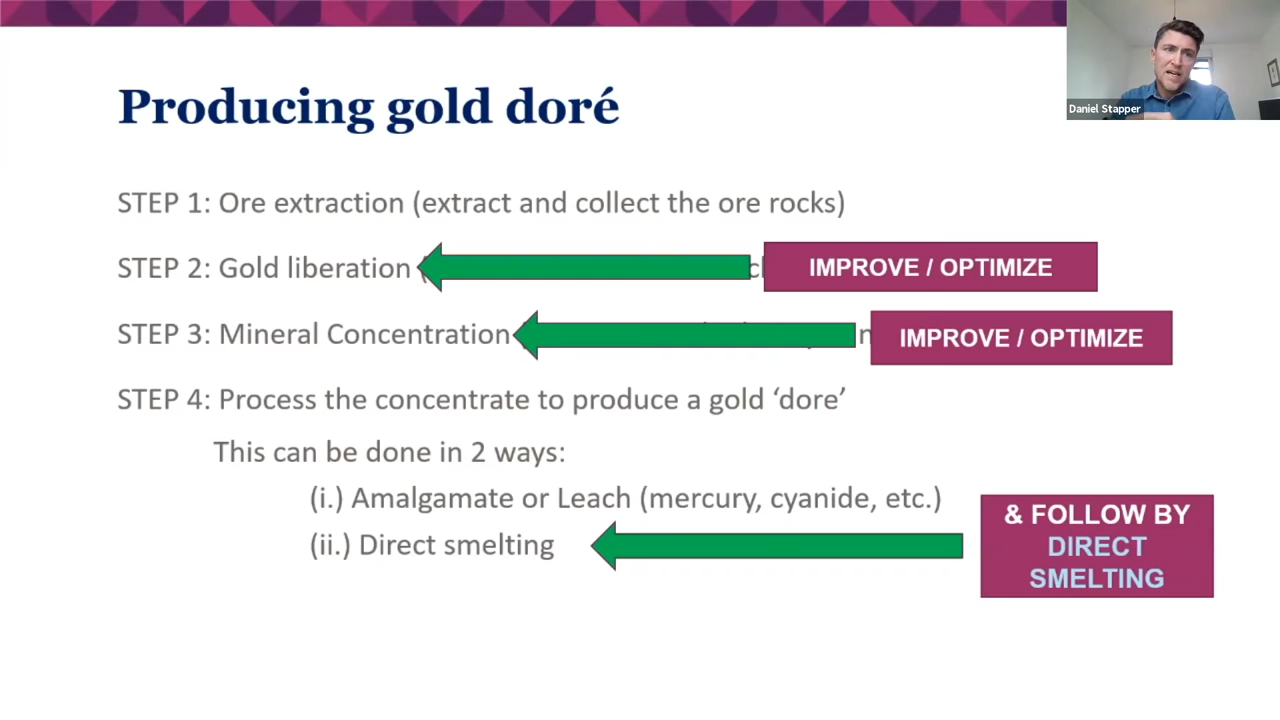 Daniel Stapper
Producing gold doré
STEP 1: Ore extraction (extract and collect the ore rocks)
STEP 2: Gold liberation (
IMPROVE / OPTIMIZE
STEP 3: Mineral Concentration (
IMPROVE / OPTIMIZE
STEP 4: Process the concentrate to produce a gold ‘dore’
This can be done in 2 ways:
(i.) Amalgamate or Leach (mercury, cyanide, etc.)
(ii.) Direct smelting
& FOLLOW BY
DIRECT
SMELTING